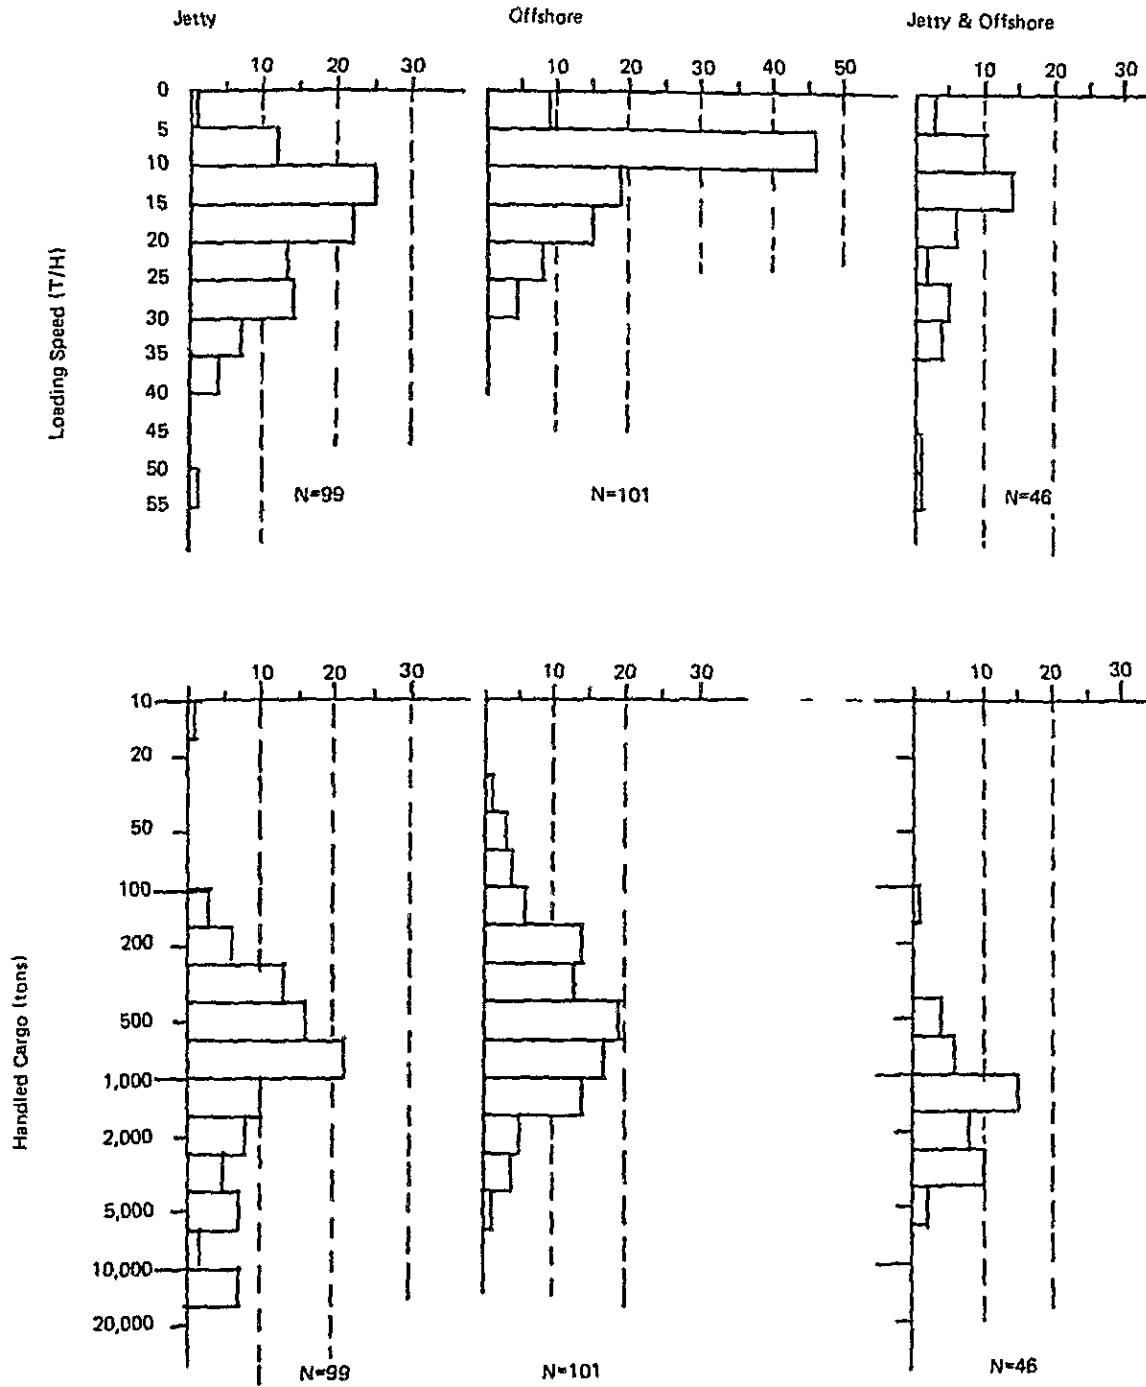 Jetty
Offshore
Jetty & Offshore
10 20 30
10 20 30 40 50
10 20 30
0
5
10
15
20
25
30
35
40
45
50
55
Loading Speed (T/H)
N=99
N=101
N=46
10 20 30
10 20 30
10 20 30
10
20
50
100
200
500
1,000
2,000
5,000
10,000
20,000
Handled Cargo (tons)
N=99
N=101
N=46